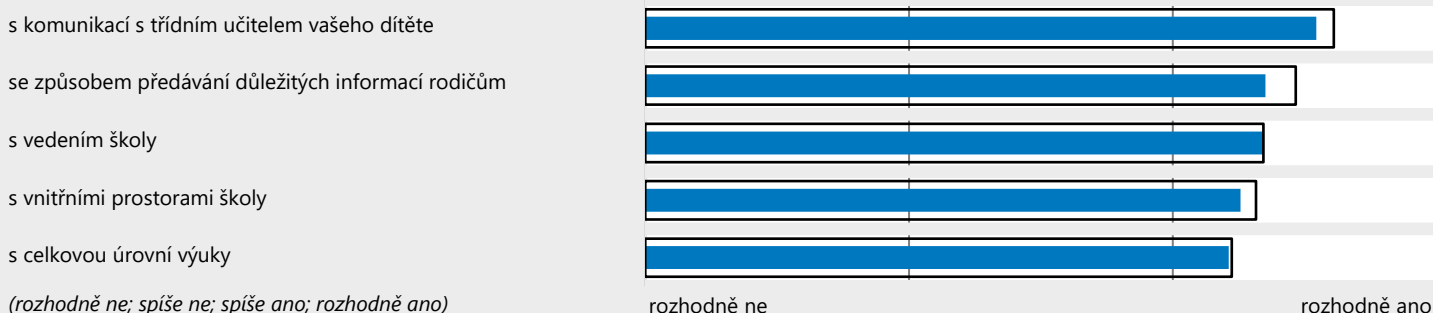 s komunikací s třídním učitelem vašeho dítěte
se způsobem předávání důležitých informací rodičům
s vedením školy
s vnitřními prostorami školy
s celkovou úrovní výuky
(rozhodně ne; spíše ne; spíše ano; rozhodně ano) rozhodně ne rozhodně ano